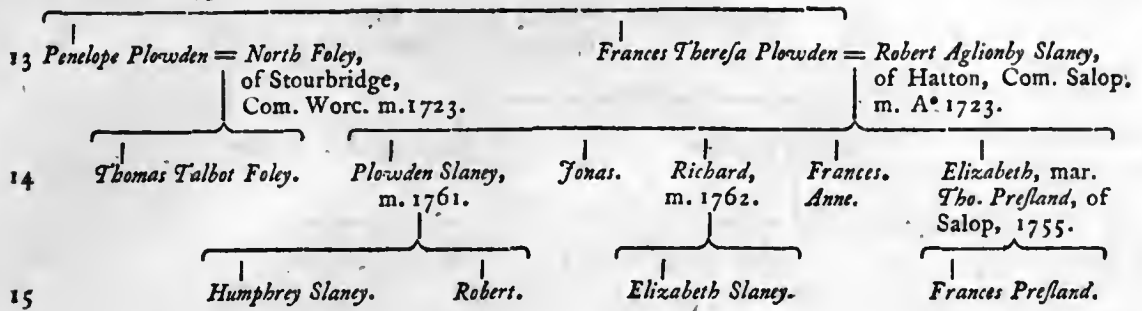 13 Penelope Plowden = North Foley, Frances Thereſa Plowden = Robert Aglionby Slaney,
of Stourbridge, of Hatton, Com. Salop.
Com. Worc. m. 1723. m. Aº 1723.
14 Thomas Talbot Foley. Plowden Slaney, Jonas. Richard, Frances. Elizabeth, mar.
m. 1761. m. 1762. Anne. Tho. Preſland, of
Salop, 1755.
15 Humphrey Slaney. Robert. Elizabeth Slaney. Frances Preſland.